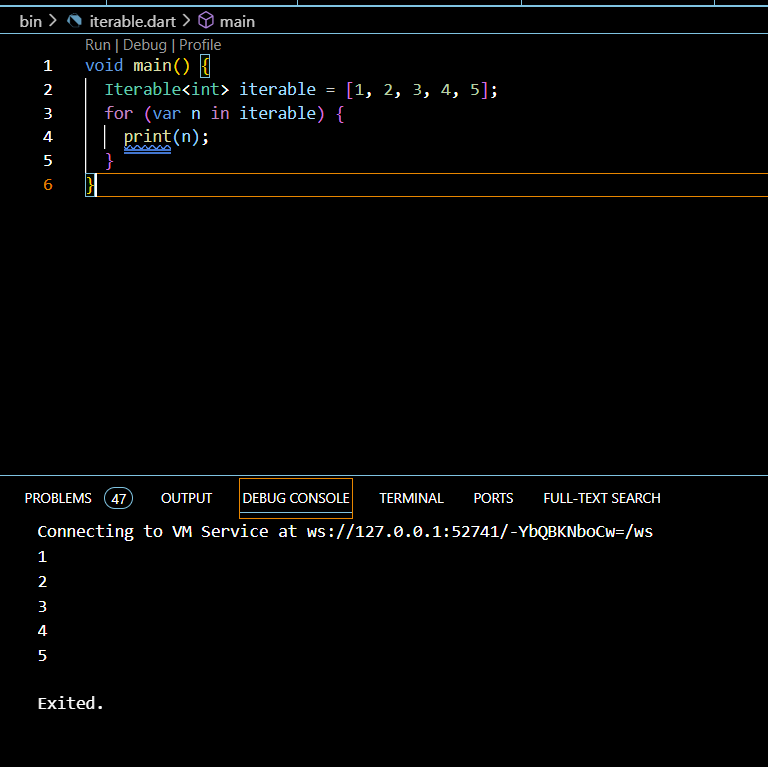 bin > iterable.dart > main
Run | Debug | Profile
1 void main() {
2   Iterable<int> iterable = [1, 2, 3, 4, 5];
3   for (var n in iterable) {
4     print(n);
5   }
6 }
PROBLEMS 47 OUTPUT DEBUG CONSOLE TERMINAL PORTS FULL-TEXT SEARCH
Connecting to VM Service at ws://127.0.0.1:52741/-YbQBKNboCw=/ws
1
2
3
4
5
Exited.